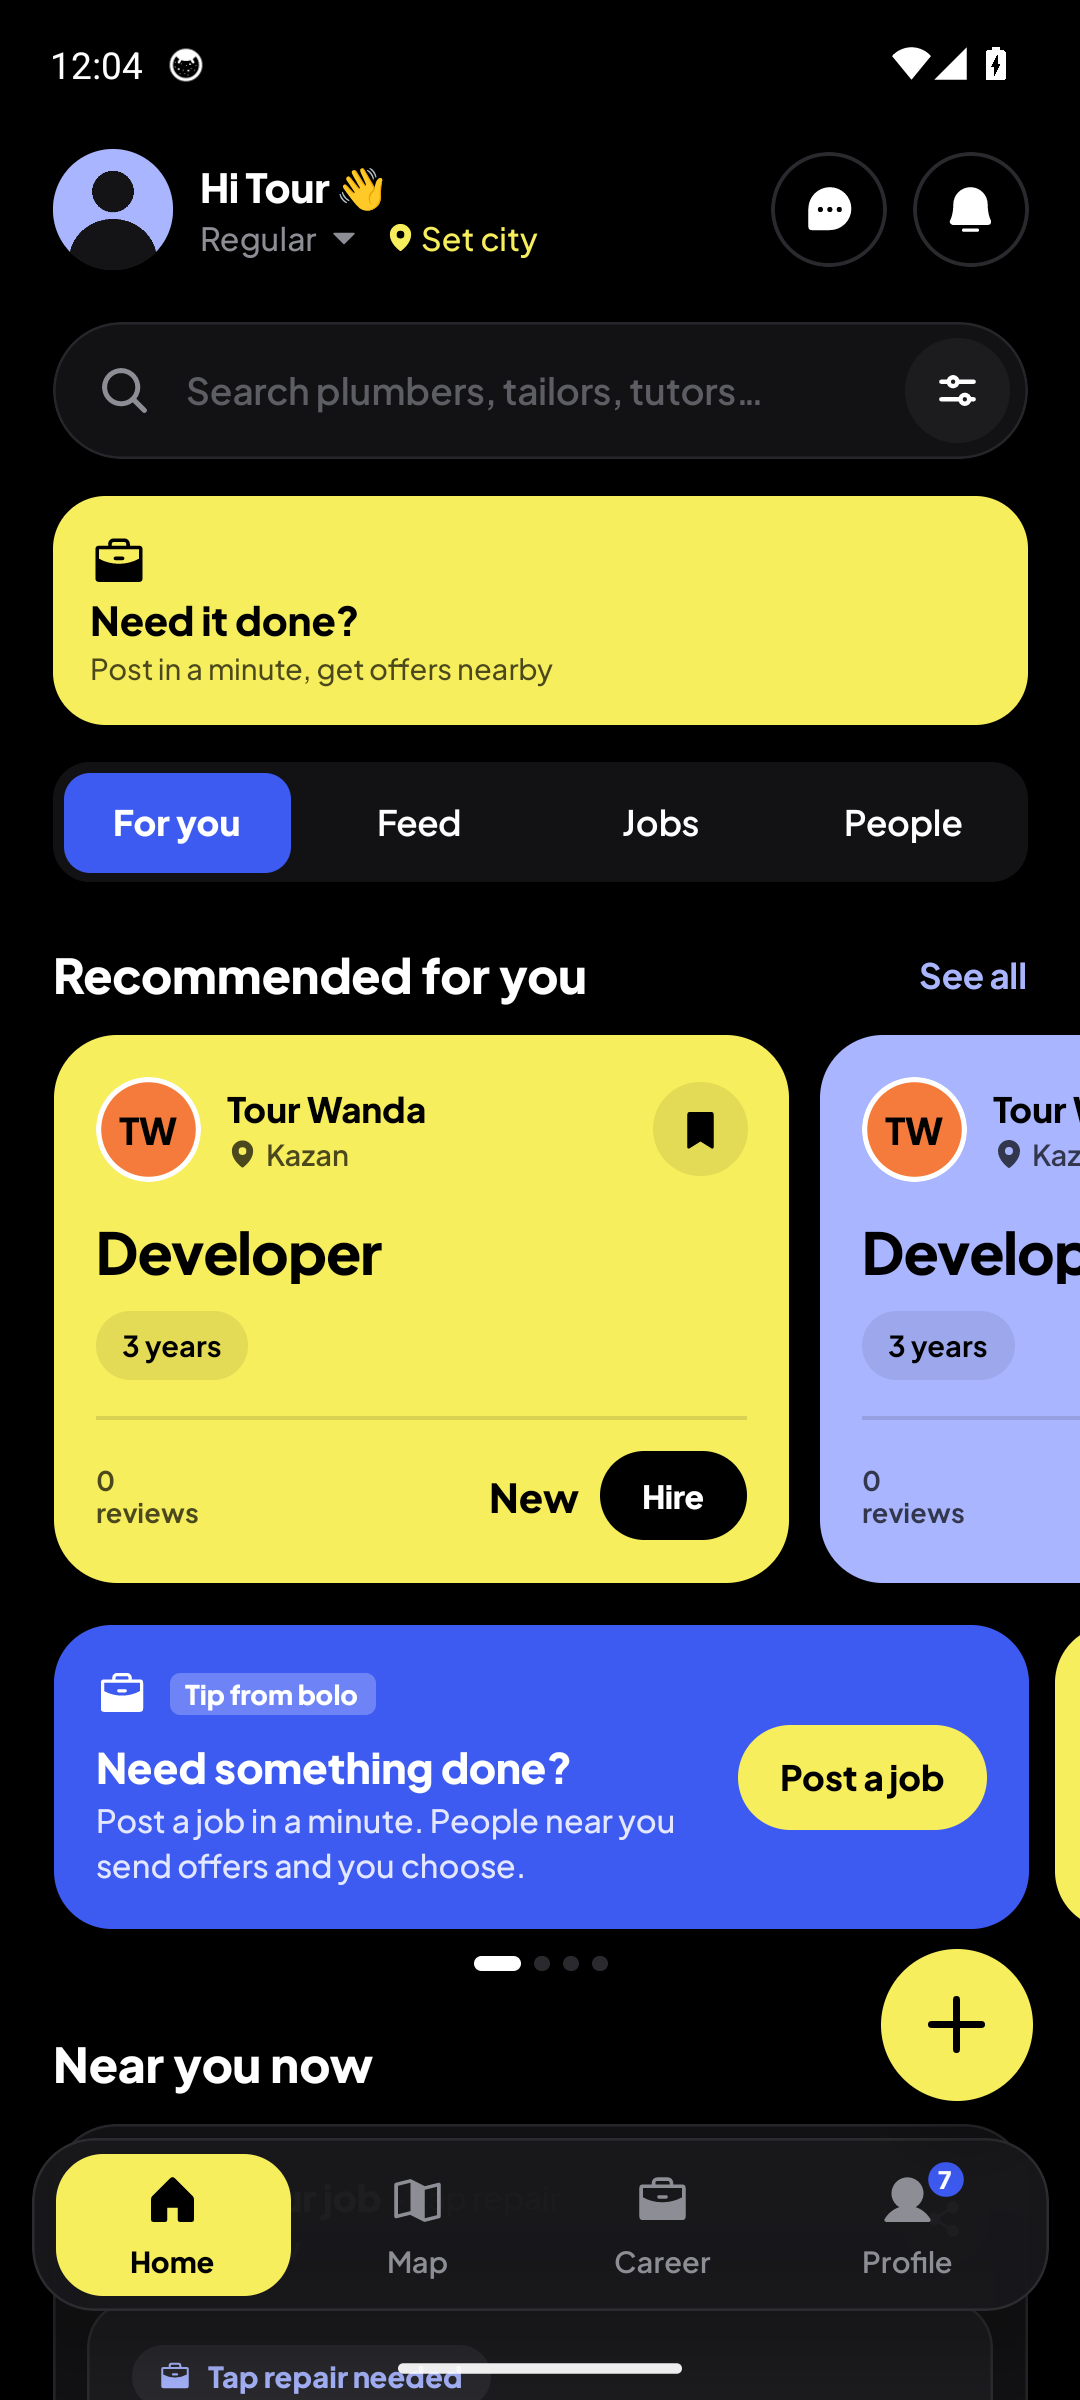 12:04
Hi Tour 👋
Regular
Set city
Search plumbers, tailors, tutors...
Need it done?
Post in a minute, get offers nearby
For you
Feed
Jobs
People
Recommended for you
See all
TW
Tour Wanda
Kazan
Developer
3 years
0
reviews
New
Hire
TW
Tour
Kaz
Develop
3 years
0
reviews
Tip from bolo
Need something done?
Post a job in a minute. People near you
send offers and you choose.
Post a job
Near you now
job
repair
7
Home
Map
Career
Profile
Tap repair needed